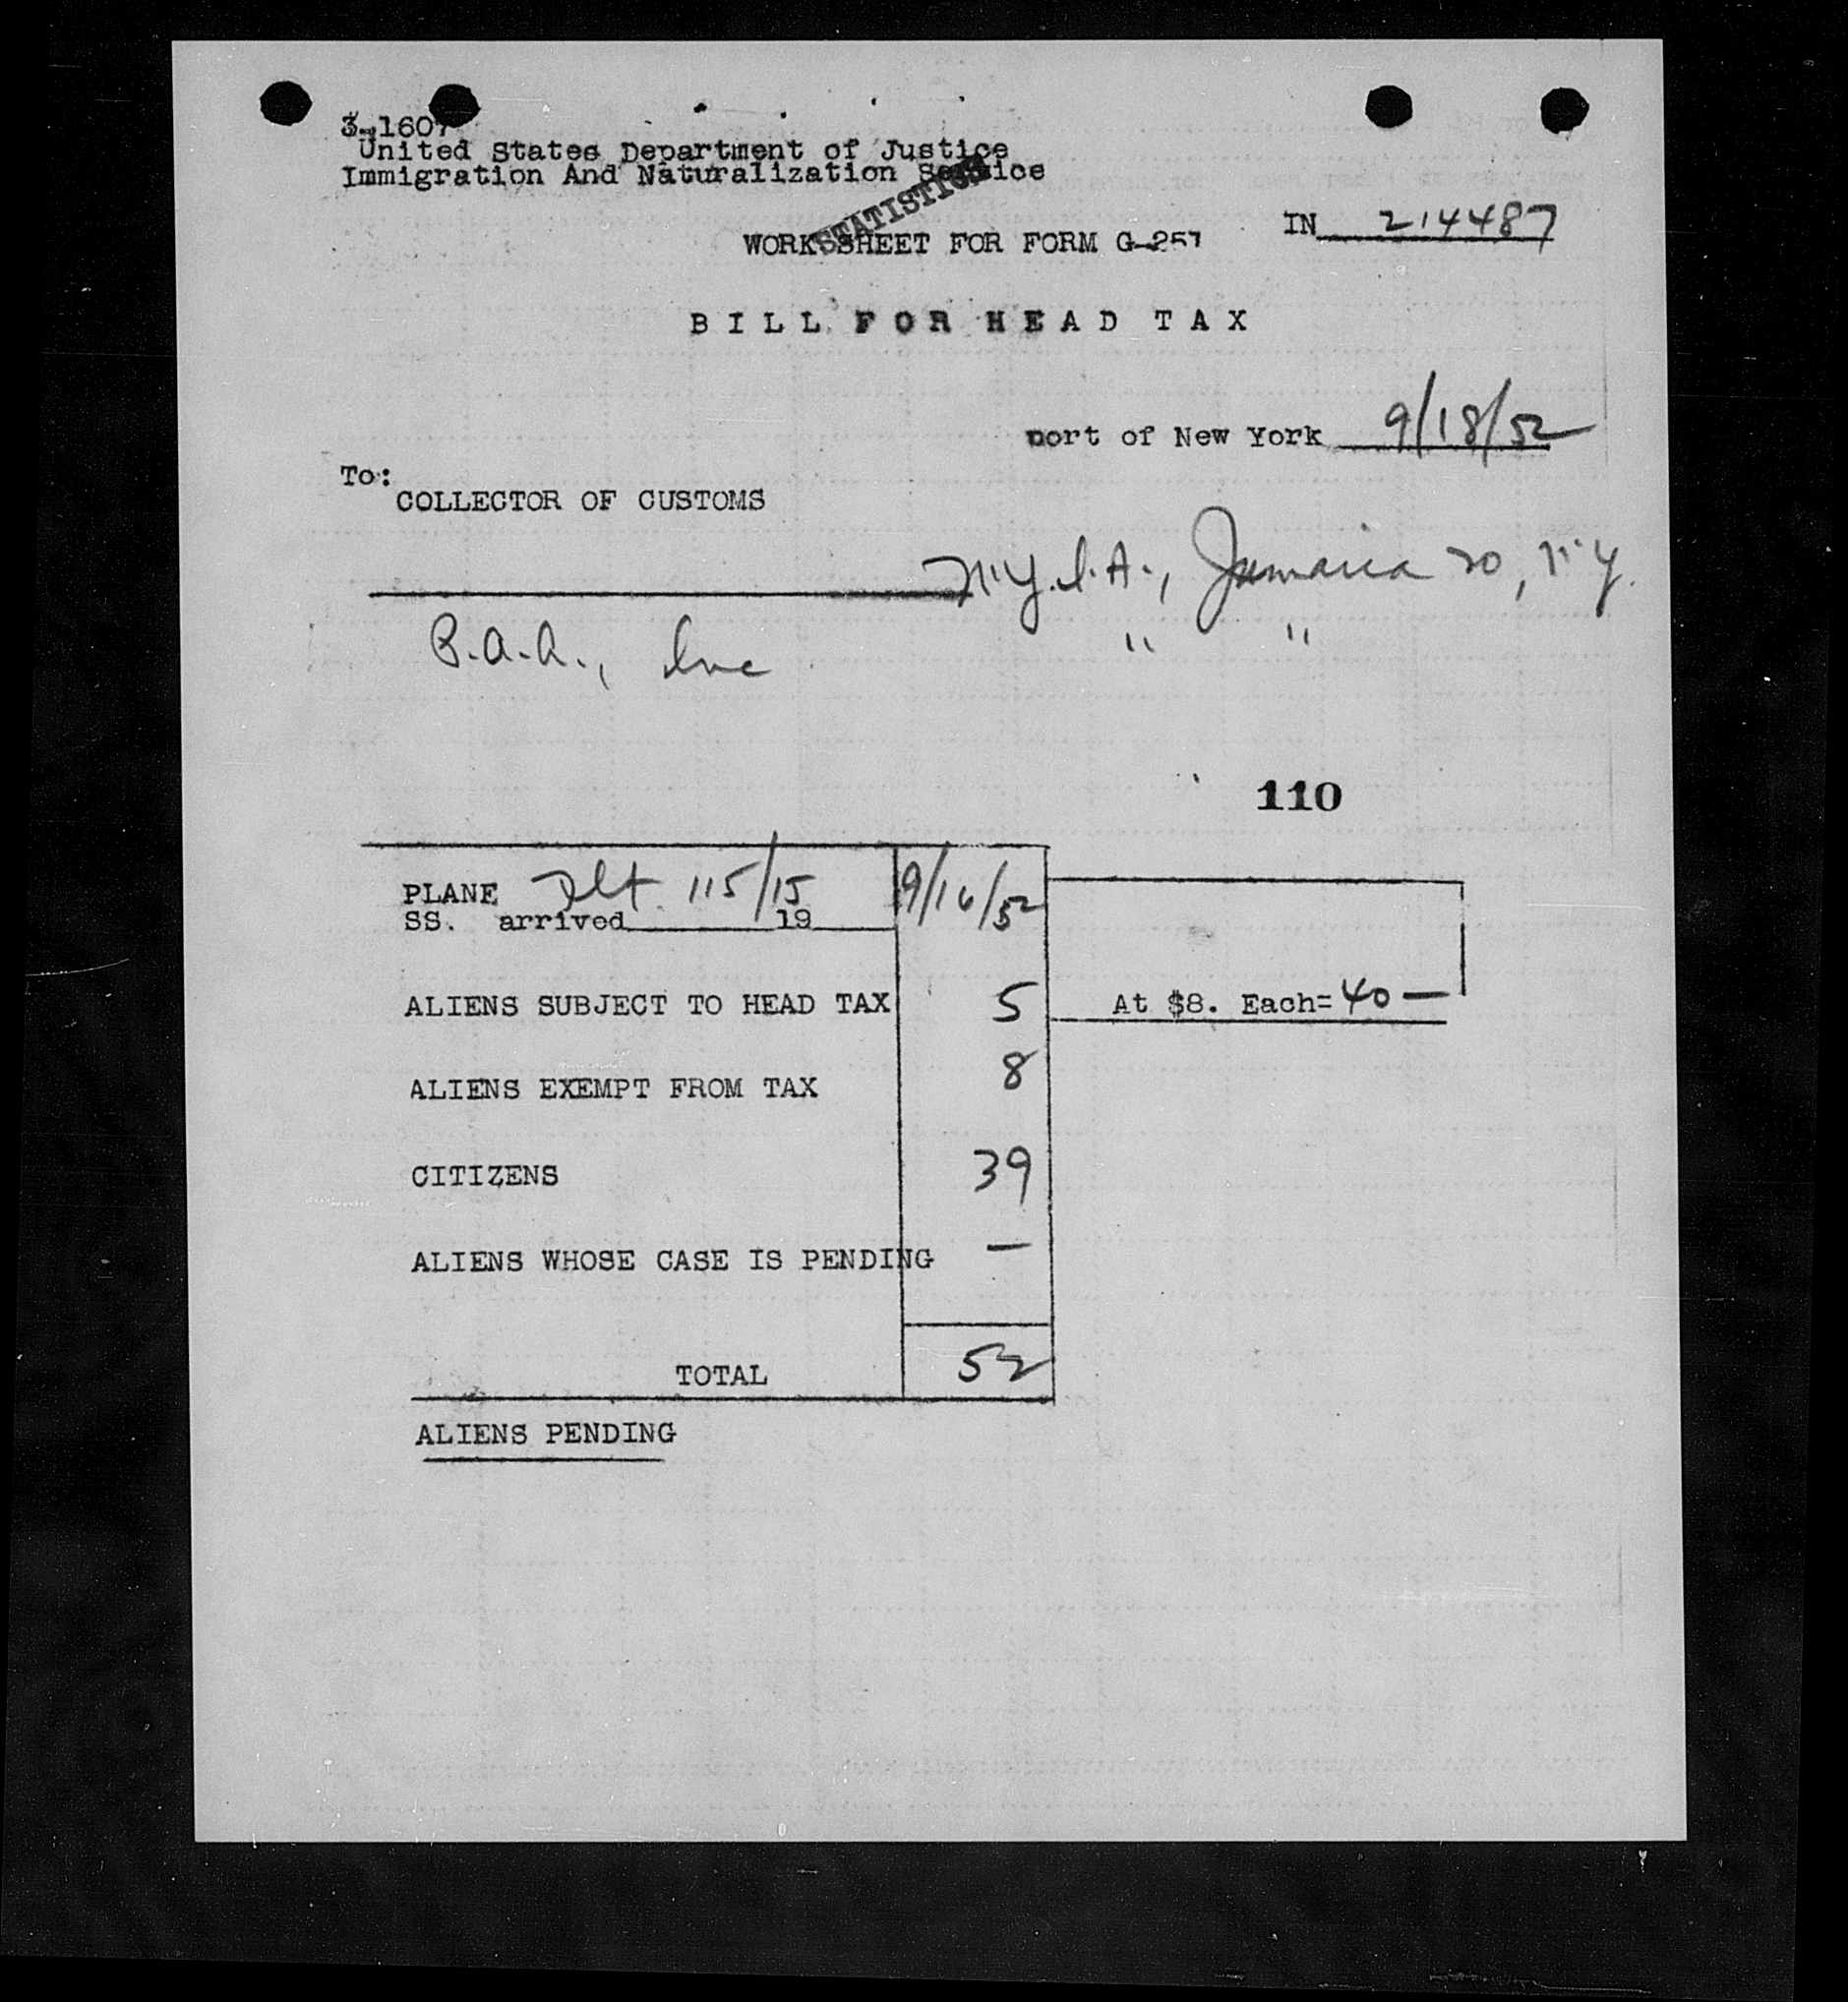 3-1607
United States Department of Justice
Immigration And Naturalization Service
STATISTICS
WORK SHEET FOR FORM G-257
IN 214487
BILL FOR HEAD TAX
port of New York 9/18/52
To:
COLLECTOR OF CUSTOMS
N.Y.I.A., Jamaica 30, N.Y.
P.A.A., Inc " "
110
PLANE Flt 115/15 9/16/52
SS. arrived 19
ALIENS SUBJECT TO HEAD TAX 5 At $8. Each= 40 —
ALIENS EXEMPT FROM TAX 8
CITIZENS 39
ALIENS WHOSE CASE IS PENDING —
TOTAL 52
ALIENS PENDING